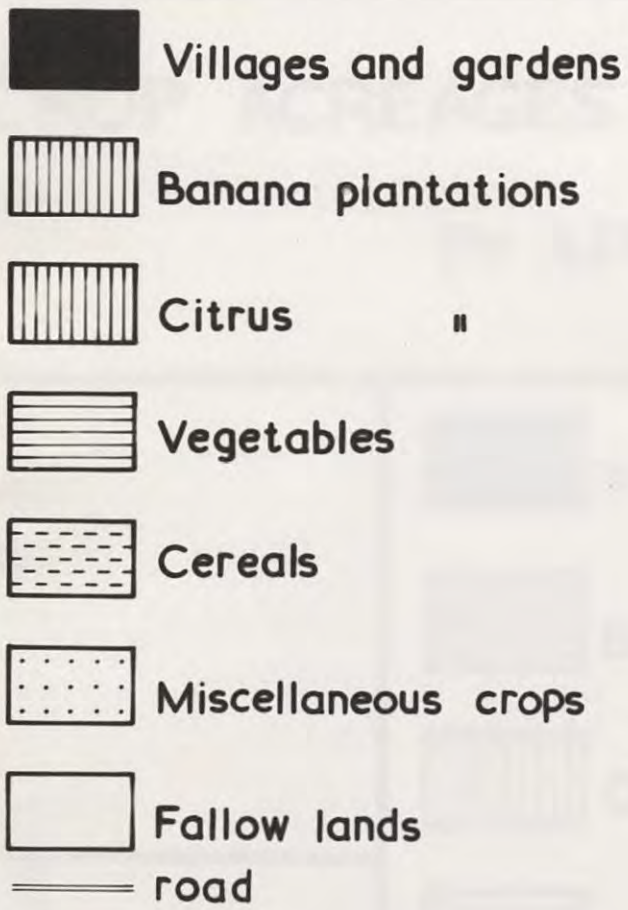 Villages and gardens
Banana plantations
Citrus "
Vegetables
Cereals
Miscellaneous crops
Fallow lands
road